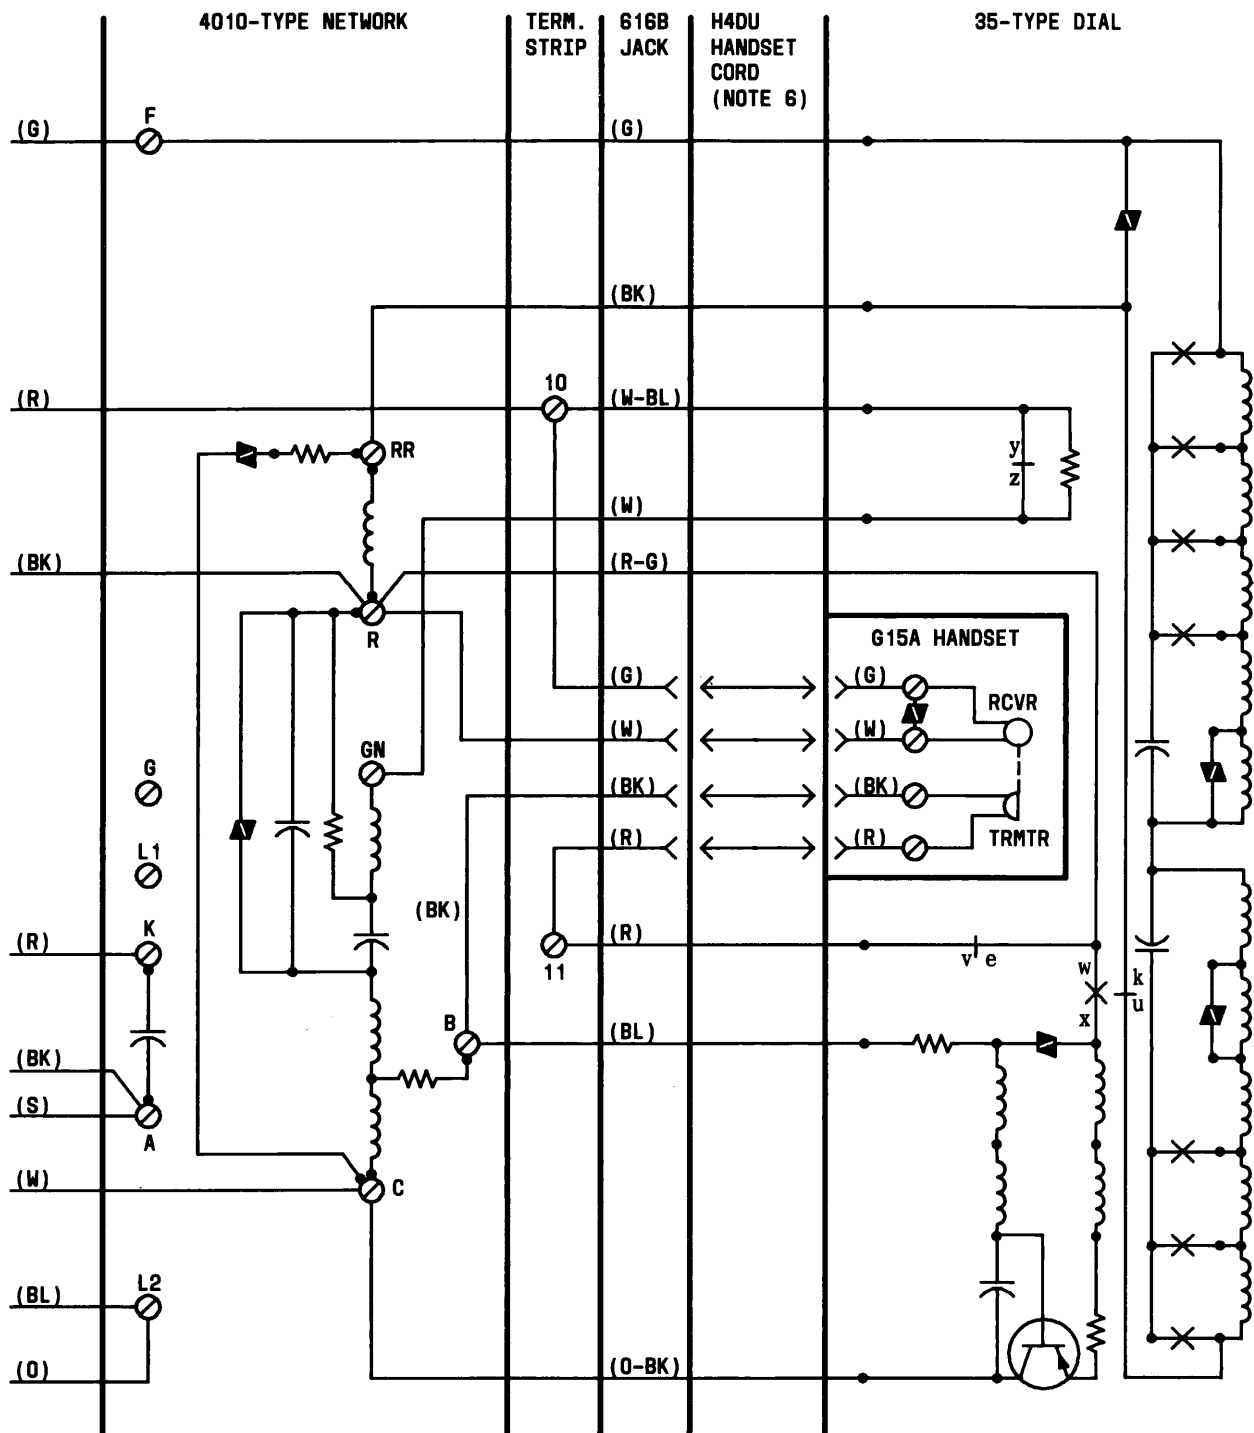 4010-TYPE NETWORK
TERM.
STRIP
616B
JACK
H4DU
HANDSET
CORD
(NOTE 6)
35-TYPE DIAL
(G)
F
(G)
(BK)
(R)
10
(W-BL)
RR
y
z
(W)
(BK)
(R-G)
R
G15A HANDSET
(G)
(G)
RCVR
(W)
(W)
GN
G
(BK)
(BK)
L1
(R)
(R)
TRMTR
(BK)
K
(R)
(R)
11
v
e
w
x
k
u
B
(BL)
(BK)
(S)
A
(W)
C
L2
(BL)
(O-BK)
(O)